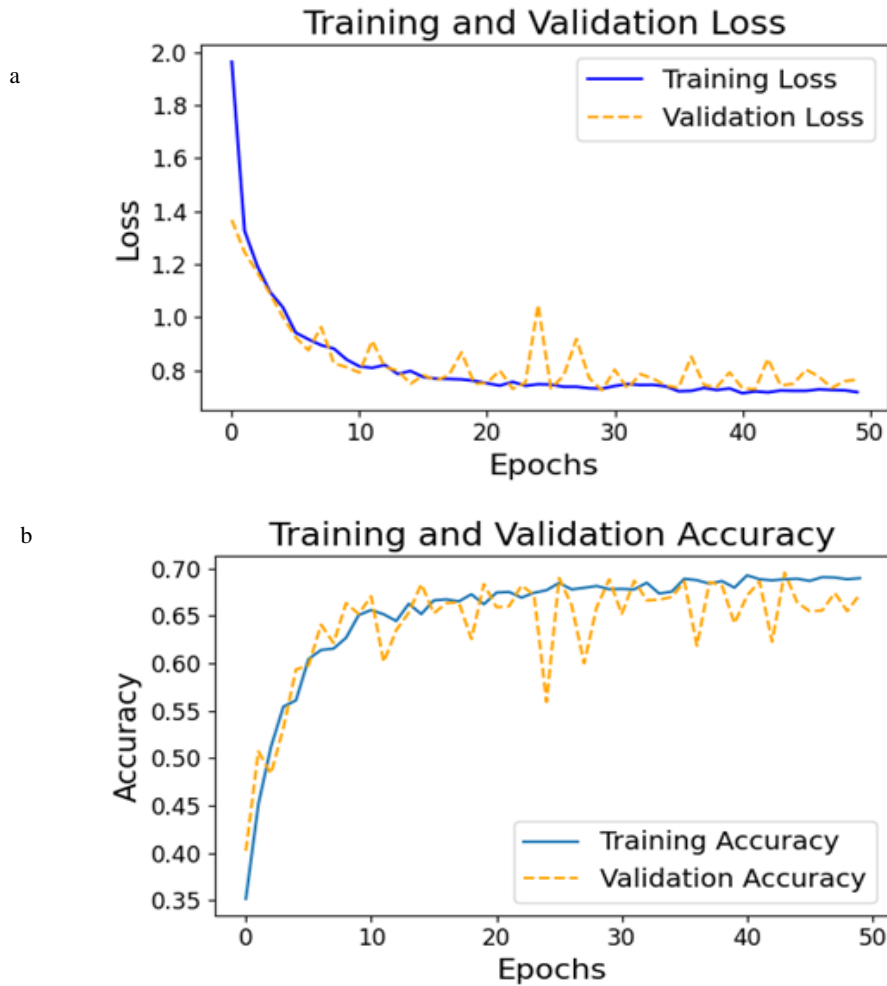 Training and Validation Loss
a
2.0
1.8
1.6
1.4
1.2
1.0
0.8
Loss
Training Loss
Validation Loss
0 10 20 30 40 50
Epochs
b
Training and Validation Accuracy
0.70
0.65
0.60
0.55
0.50
0.45
0.40
0.35
Accuracy
Training Accuracy
Validation Accuracy
0 10 20 30 40 50
Epochs